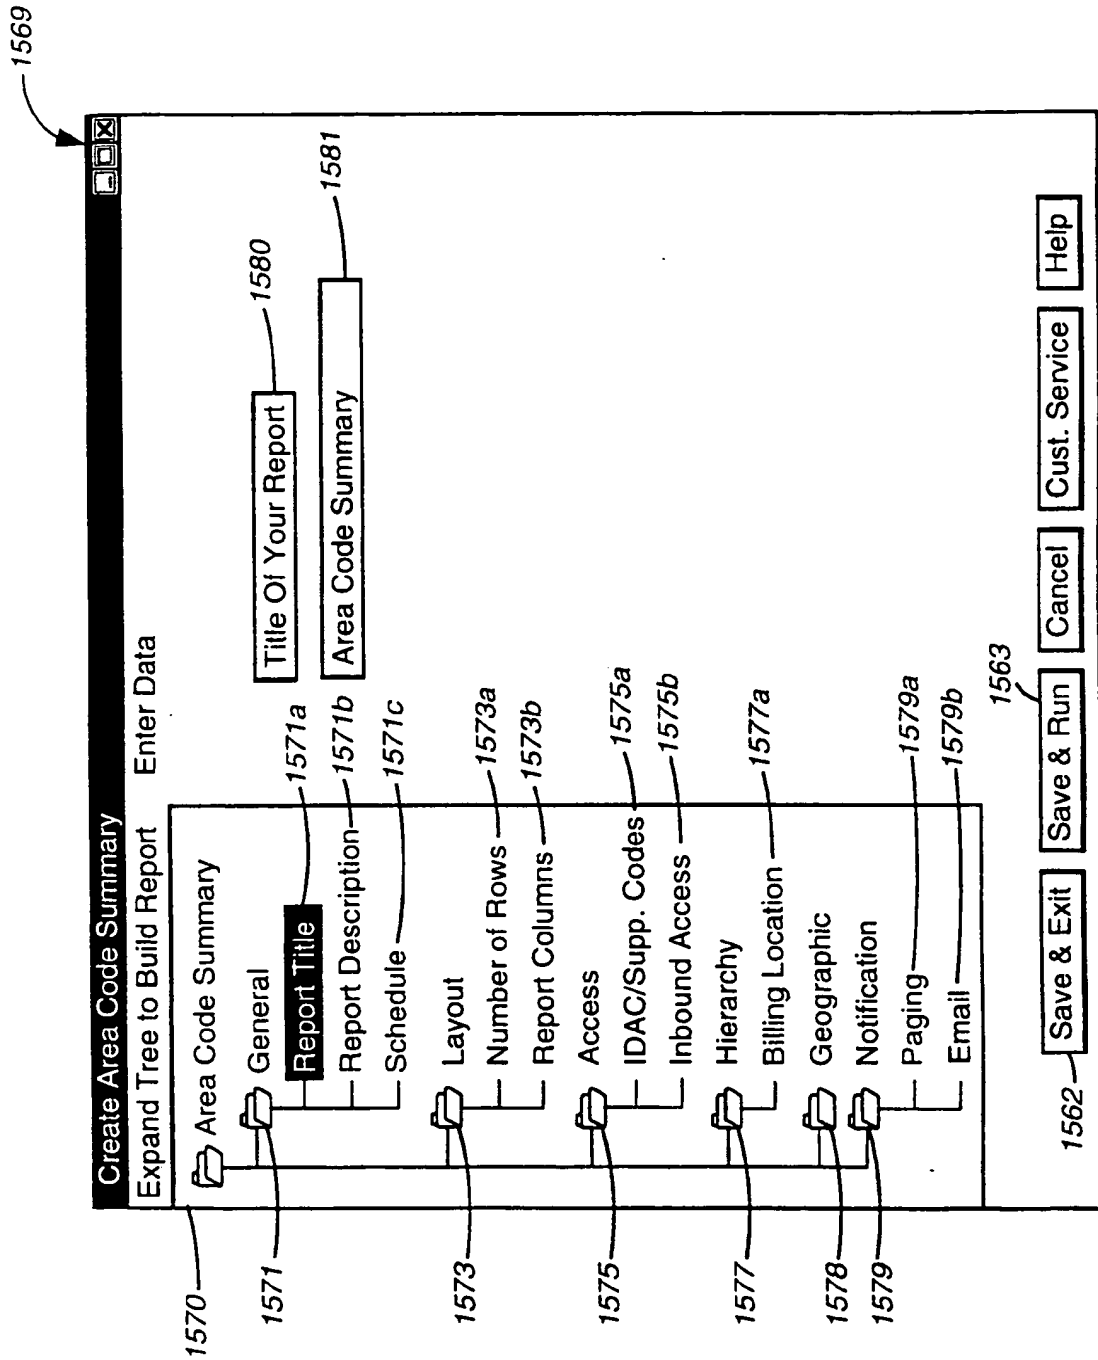 1569
Create Area Code Summary
Expand Tree to Build Report
Enter Data
1570
Area Code Summary
1571
General
Report Title
1571a
Report Description
1571b
Schedule
1571c
Title Of Your Report
1580
Area Code Summary
1581
1573
Layout
Number of Rows
1573a
Report Columns
1573b
1575
Access
IDAC/Supp. Codes
1575a
Inbound Access
1575b
1577
Hierarchy
Billing Location
1577a
1578
Geographic
1579
Notification
Paging
1579a
Email
1579b
1562
Save & Exit
1563
Save & Run
Cancel
Cust. Service
Help